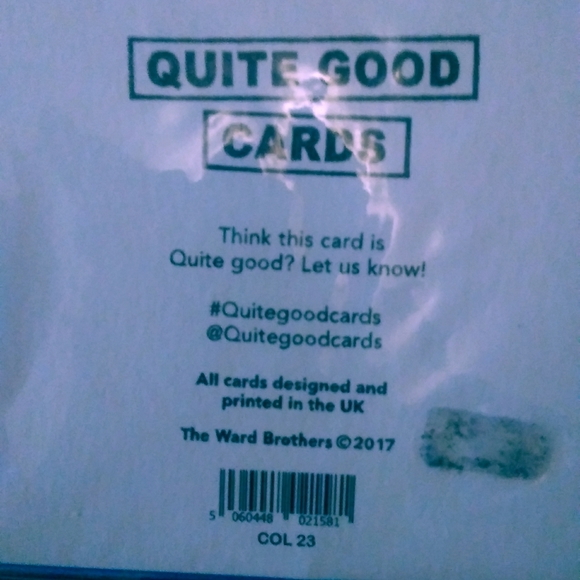 QUITE GOOD
CARDS
Think this card is
Quite good? Let us know!
#Quitegoodcards
@Quitegoodcards
All cards designed and
printed in the UK
The Ward Brothers ©2017
5 060448 021581
COL 23